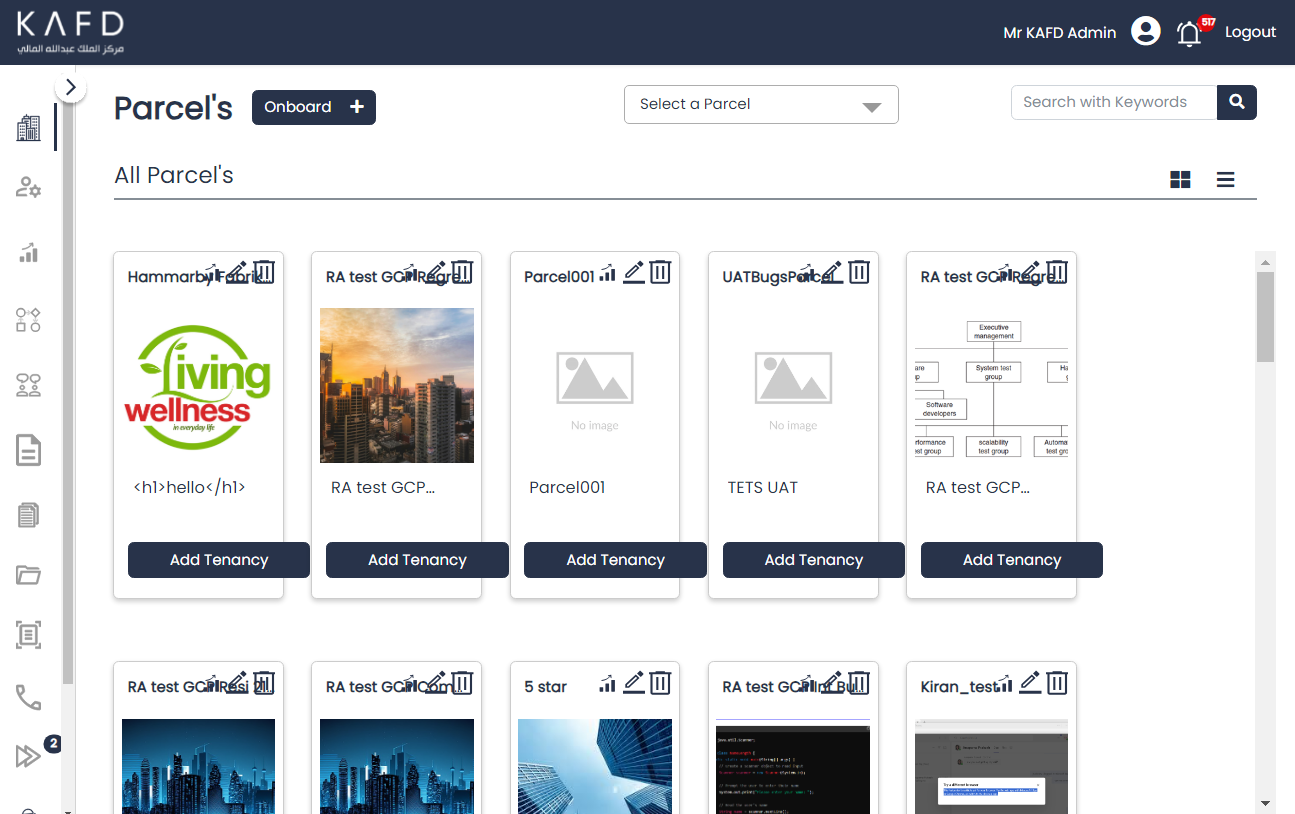 KAFD
مركز الملك عبدالله المالي
Mr KAFD Admin
517
Logout
Parcel's
Onboard +
Select a Parcel
Search with Keywords
All Parcel's
Hammarby Fabrik...
RA test GCP Regre...
Parcel001
UATBugsParcel
RA test GCP Regre...
Living
wellness
in everyday life
No image
No image
Executive
management
System test
group
Software
developers
scalability
test group
<h1>hello</h1>
RA test GCP...
Parcel001
TETS UAT
RA test GCP...
Add Tenancy
Add Tenancy
Add Tenancy
Add Tenancy
Add Tenancy
RA test GCP Resi 21...
RA test GCP Com...
5 star
RA test GCP Int Bu...
Kiran_test
2